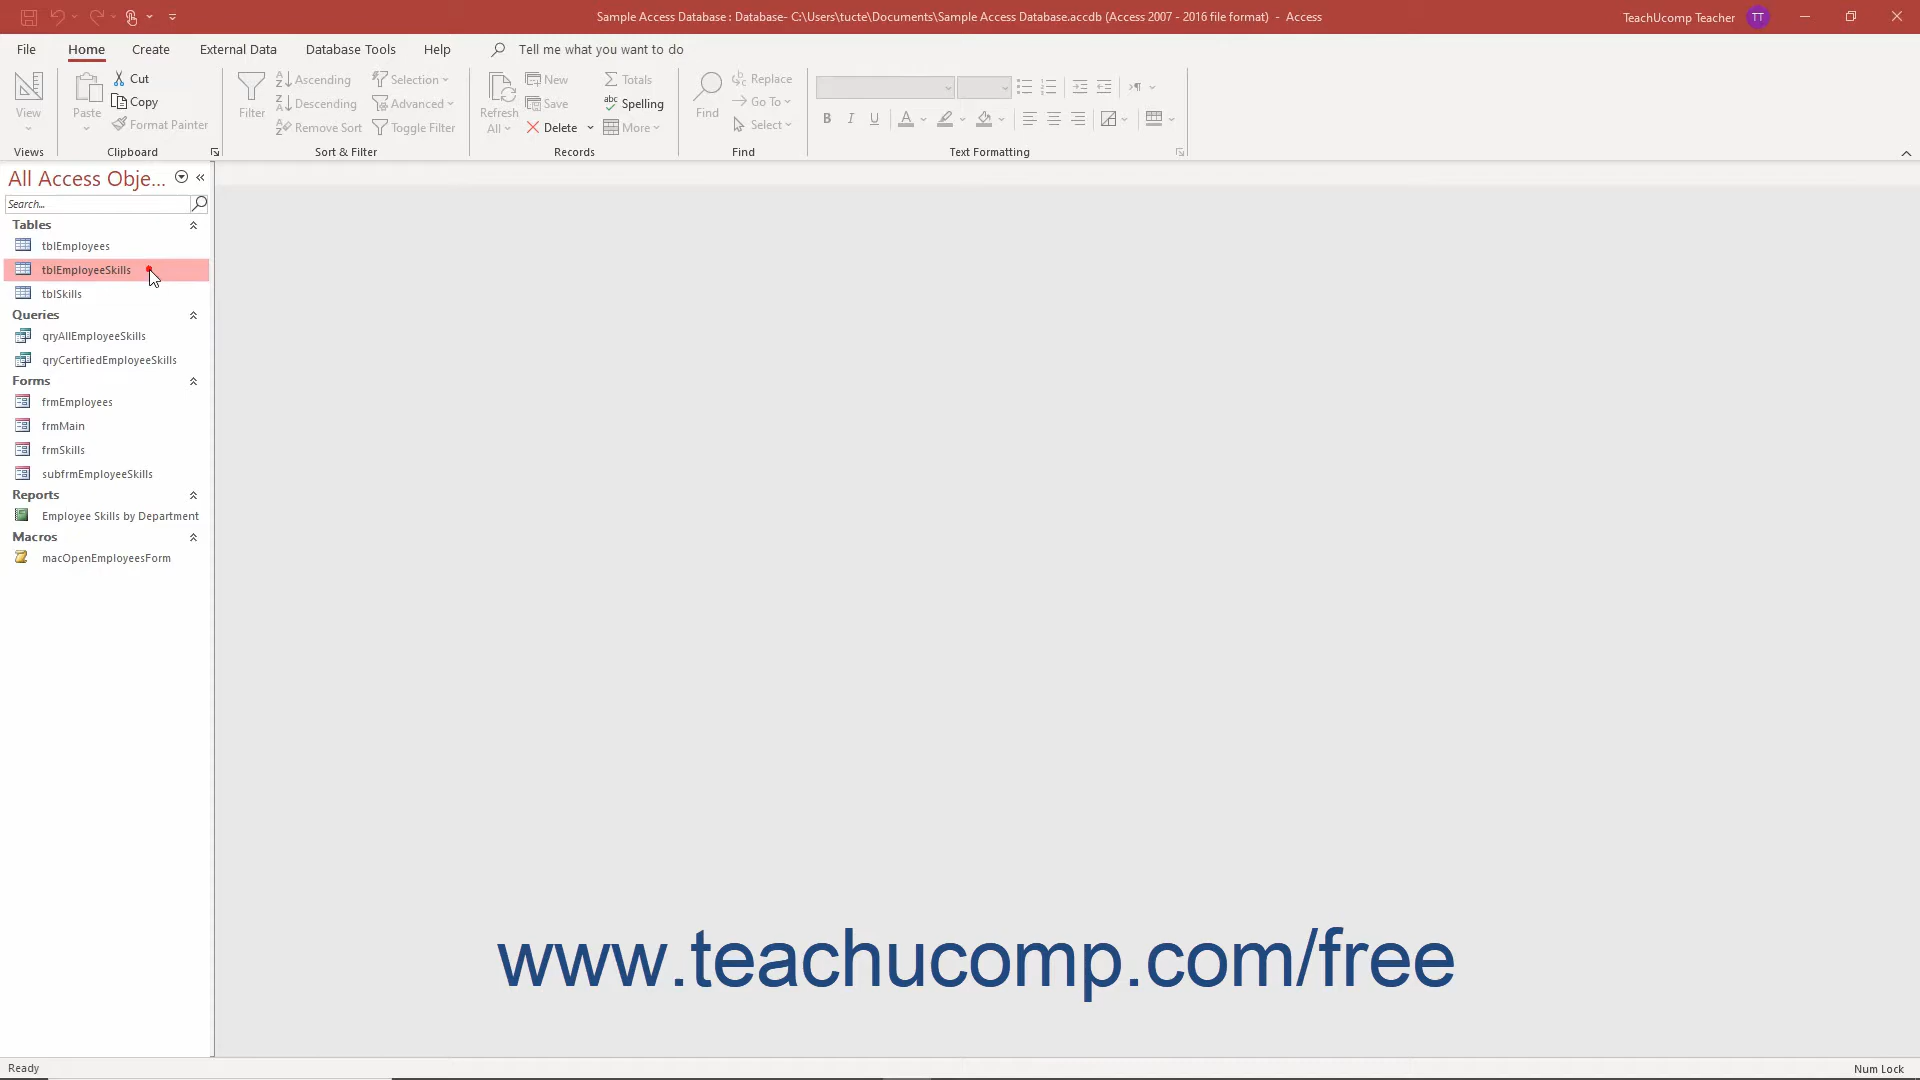 Sample Access Database : Database- C:\Users\tucte\Documents\Sample Access Database.accdb (Access 2007 - 2016 file format) - Access
TeachUcomp Teacher TT
File Home Create External Data Database Tools Help Tell me what you want to do
View
Views
Paste
Cut
Copy
Format Painter
Clipboard
Filter
Ascending
Descending
Remove Sort
Selection
Advanced
Toggle Filter
Sort & Filter
Refresh
All
New
Save
Delete
Totals
Spelling
More
Records
Find
Replace
Go To
Select
Find
B I U A
Text Formatting
All Access Obje...
Search...
Tables
tblEmployees
tblEmployeeSkills
tblSkills
Queries
qryAllEmployeeSkills
qryCertifiedEmployeeSkills
Forms
frmEmployees
frmMain
frmSkills
subfrmEmployeeSkills
Reports
Employee Skills by Department
Macros
macOpenEmployeesForm
www.teachucomp.com/free
Ready
Num Lock